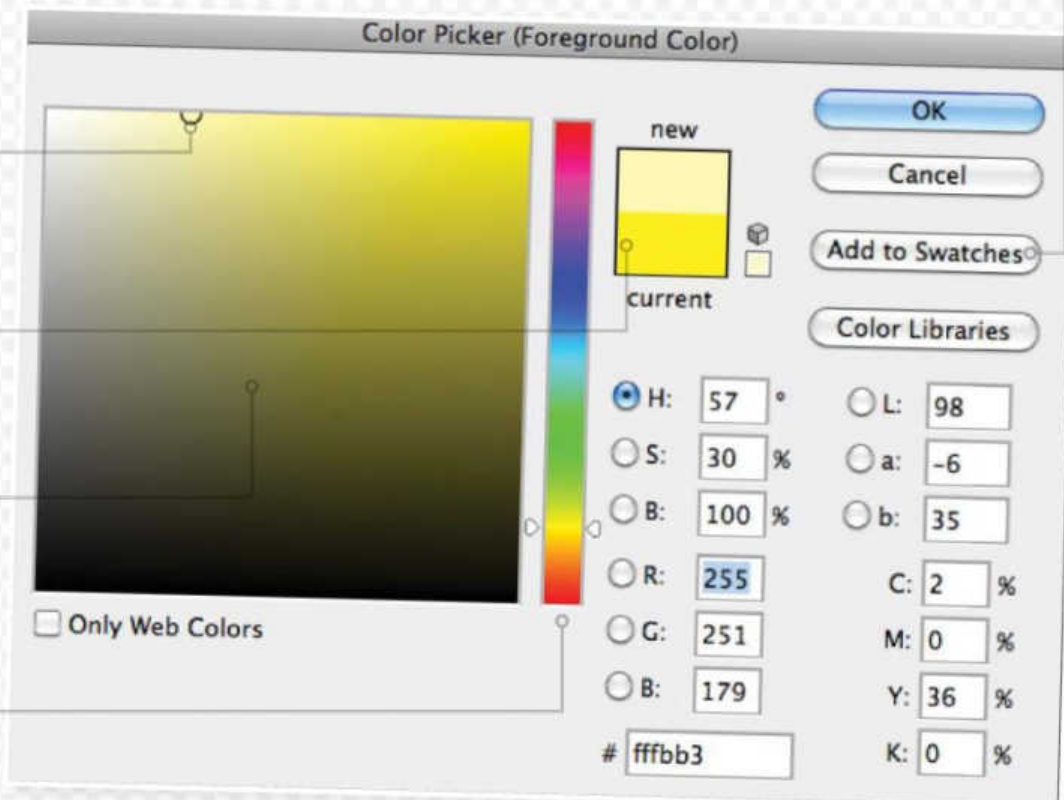 Color Picker (Foreground Color)
new
current
OK
Cancel
Add to Swatches
Color Libraries
H: 57 °
S: 30 %
B: 100 %
R: 255
G: 251
B: 179
# fffbb3
L: 98
a: -6
b: 35
C: 2 %
M: 0 %
Y: 36 %
K: 0 %
Only Web Colors